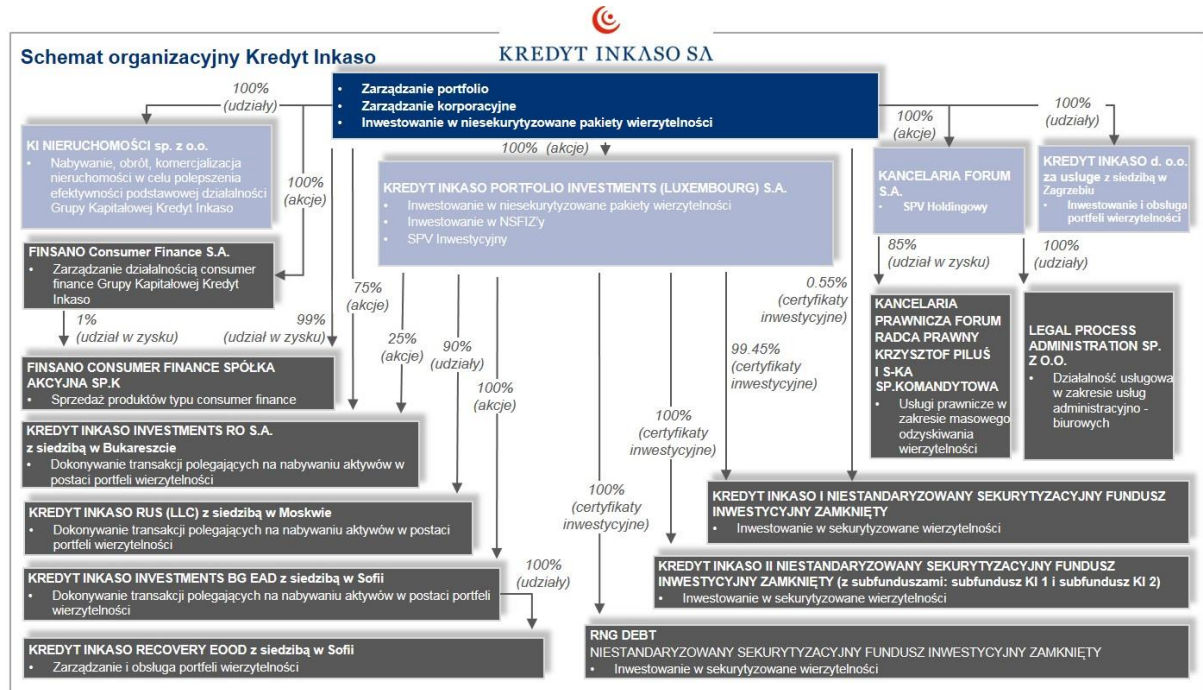 KREDYT INKΛSO SΛ
Schemat organizacyjny Kredyt Inkaso
• Zarządzanie portfolio
• Zarządzanie korporacyjne
• Inwestowanie w niesekurytyzowane pakiety wierzytelności
100%
(udziały)
100%
(akcje)
100% (akcje)
100%
(akcje)
100%
(udziały)
KI NIERUCHOMOŚCI sp. z o.o.
• Nabywanie, obrót, komercjalizacja
nieruchomości w celu polepszenia
efektywności podstawowej działalności
Grupy Kapitałowej Kredyt Inkaso
KREDYT INKASO PORTFOLIO INVESTMENTS (LUXEMBOURG) S.A.
• Inwestowanie w niesekurytyzowane pakiety wierzytelności
• Inwestowanie w NSFIZ'y
• SPV Inwestycyjny
KANCELARIA FORUM
S.A.
• SPV Holdingowy
KREDYT INKASO d. o.o.
za usluge z siedzibą w
Zagrzebiu
• Inwestowanie i obsługa
portfeli wierzytelności
FINSANO Consumer Finance S.A.
• Zarządzanie działalnością consumer
finance Grupy Kapitałowej Kredyt
Inkaso
1%
(udział w zysku)
99%
(udział w zysku)
75%
(akcje)
25%
(akcje)
90%
(udziały)
100%
(akcje)
100%
(certyfikaty
inwestycyjne)
100%
(certyfikaty
inwestycyjne)
99.45%
(certyfikaty
inwestycyjne)
0.55%
(certyfikaty
inwestycyjne)
85%
(udział w zysku)
100%
(udziały)
FINSANO CONSUMER FINANCE SPÓŁKA
AKCYJNA SP.K
• Sprzedaż produktów typu consumer finance
KANCELARIA
PRAWNICZA FORUM
RADCA PRAWNY
KRZYSZTOF PILUŚ
I S-KA
SP.KOMANDYTOWA
• Usługi prawnicze w
zakresie masowego
odzyskiwania
wierzytelności
LEGAL PROCESS
ADMINISTRATION SP.
Z O.O.
• Działalność usługowa
w zakresie usług
administracyjno -
biurowych
KREDYT INKASO INVESTMENTS RO S.A.
z siedzibą w Bukareszcie
• Dokonywanie transakcji polegających na nabywaniu aktywów w
postaci portfeli wierzytelności
KREDYT INKASO RUS (LLC) z siedzibą w Moskwie
• Dokonywanie transakcji polegających na nabywaniu aktywów w postaci
portfeli wierzytelności
KREDYT INKASO I NIESTANDARYZOWANY SEKURYTYZACYJNY FUNDUSZ
INWESTYCYJNY ZAMKNIĘTY
• Inwestowanie w sekurytyzowane wierzytelności
KREDYT INKASO INVESTMENTS BG EAD z siedzibą w Sofii
• Dokonywanie transakcji polegających na nabywaniu aktywów w postaci portfeli
wierzytelności
100%
(udziały)
KREDYT INKASO II NIESTANDARYZOWANY SEKURYTYZACYJNY FUNDUSZ
INWESTYCYJNY ZAMKNIĘTY (z subfunduszami: subfundusz KI 1 i subfundusz KI 2)
• Inwestowanie w sekurytyzowane wierzytelności
KREDYT INKASO RECOVERY EOOD z siedzibą w Sofii
• Zarządzanie i obsługa portfeli wierzytelności
RNG DEBT
NIESTANDARYZOWANY SEKURYTYZACYJNY FUNDUSZ INWESTYCYJNY ZAMKNIĘTY
• Inwestowanie w sekurytyzowane wierzytelności